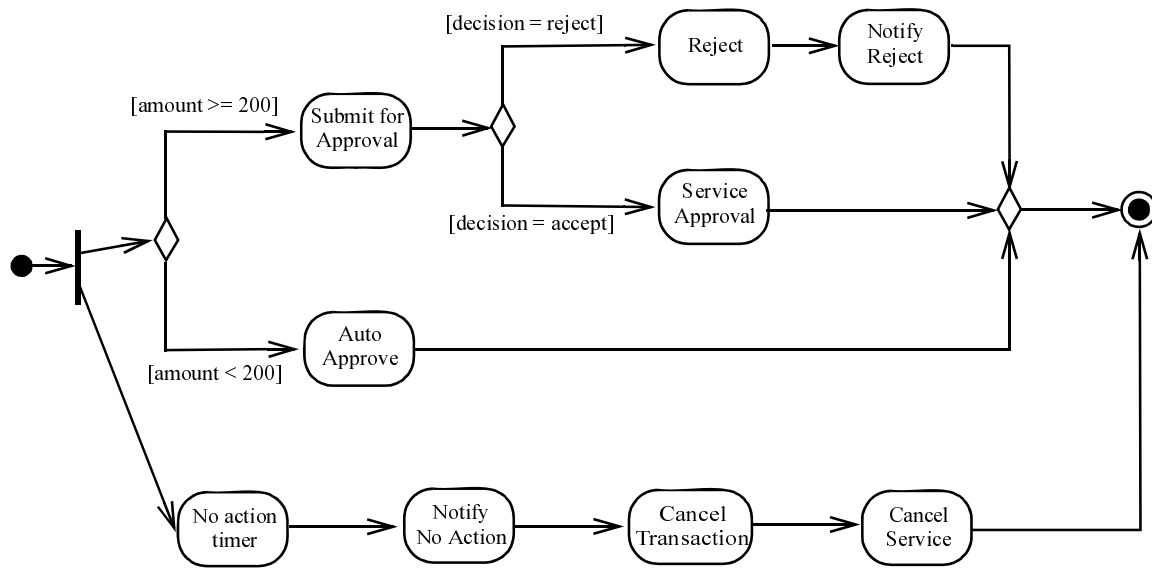 [decision = reject]
Reject
Notify
Reject
[amount >= 200]
Submit for
Approval
Service
Approval
[decision = accept]
Auto
Approve
[amount < 200]
No action
timer
Notify
No Action
Cancel
Transaction
Cancel
Service